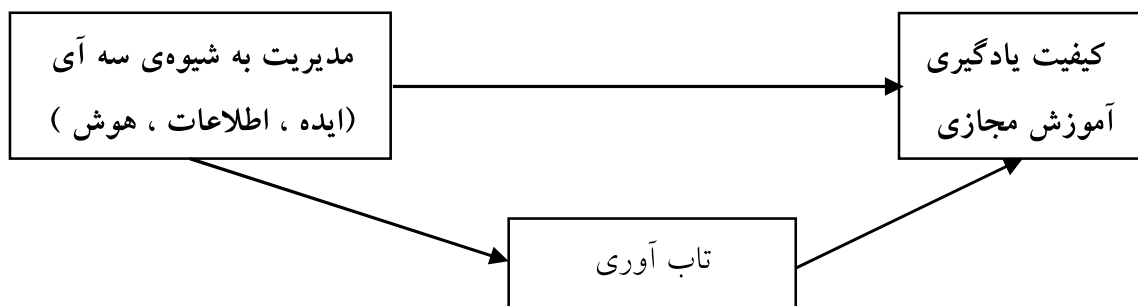 مدیریت به شیوه‌ی سه آی
(ایده ، اطلاعات ، هوش )
کیفیت یادگیری
آموزش مجازی
تاب آوری